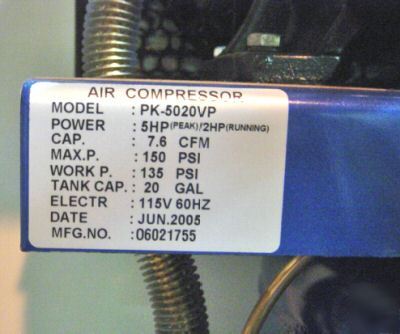 AIR COMPRESSOR
MODEL : PK-5020VP
POWER : 5HP(PEAK)/2HP(RUNNING)
CAP. : 7.6 CFM
MAX.P. : 150 PSI
WORK P. : 135 PSI
TANK CAP. : 20 GAL
ELECTR : 115V 60HZ
DATE : JUN.2005
MFG.NO. : 06021755